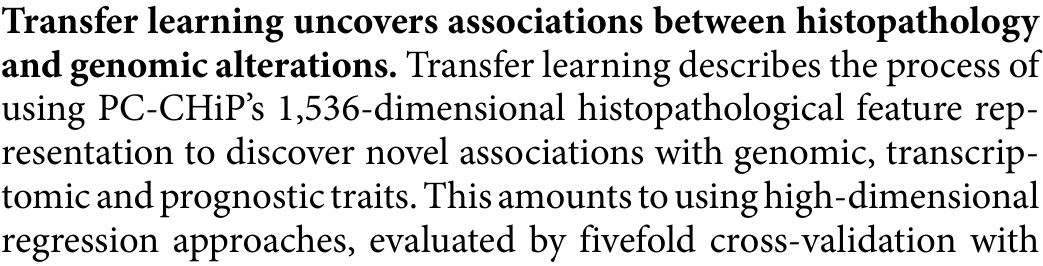 Transfer learning uncovers associations between histopathology
and genomic alterations. Transfer learning describes the process of
using PC-CHiP’s 1,536-dimensional histopathological feature rep-
resentation to discover novel associations with genomic, transcrip-
tomic and prognostic traits. This amounts to using high-dimensional
regression approaches, evaluated by fivefold cross-validation with